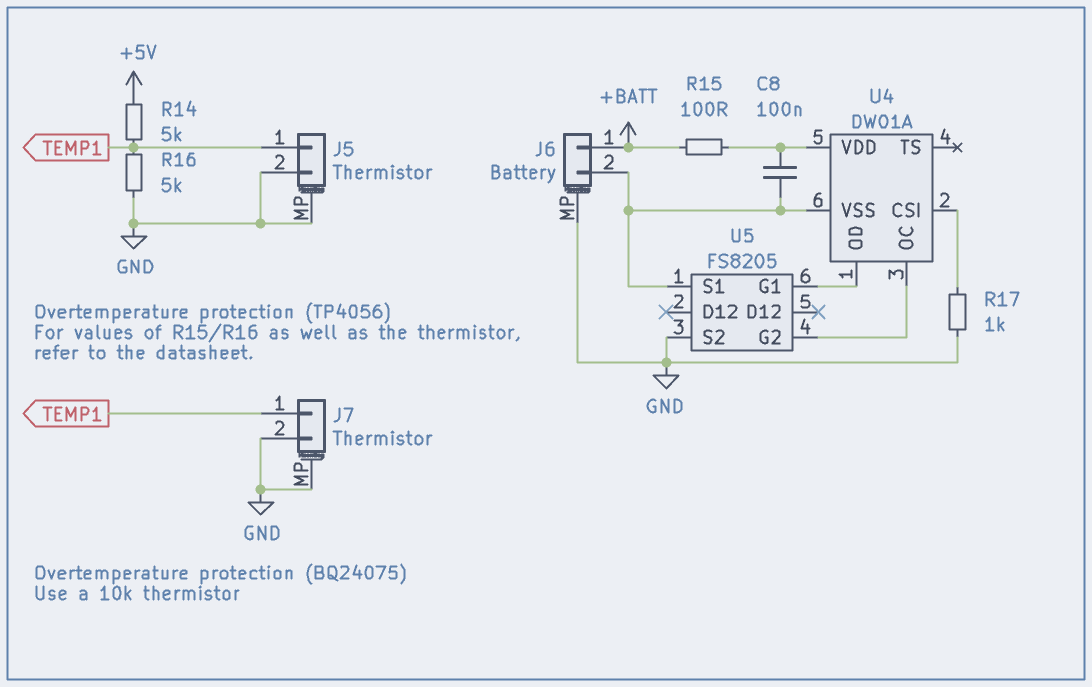 +5V
R14
5k
TEMP1
R16
5k
1
2
J5
Thermistor
MP
GND
Overtemperature protection (TP4056)
For values of R15/R16 as well as the thermistor,
refer to the datasheet.
TEMP1
1
2
J7
Thermistor
MP
GND
Overtemperature protection (BQ24075)
Use a 10k thermistor
+BATT
J6
Battery
1
2
MP
R15
100R
C8
100n
U4
DW01A
5
VDD
TS
4
6
VSS
CSI
2
OD
OC
1
3
U5
FS8205
1
S1
G1
6
2
D12
D12
5
3
S2
G2
4
GND
R17
1k